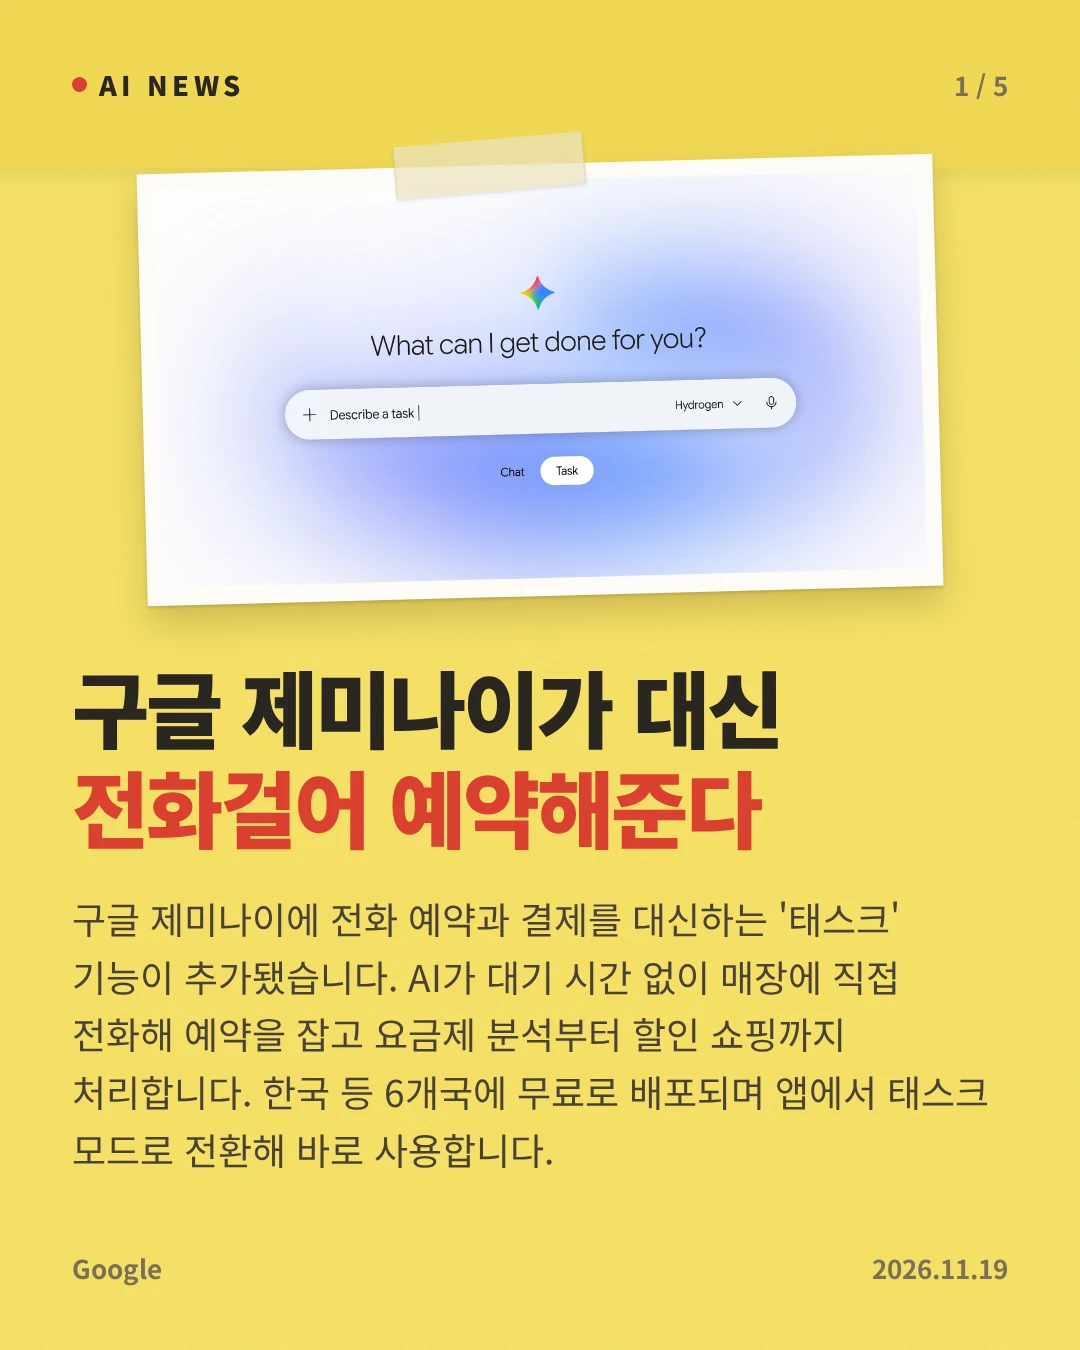 AI NEWS
1 / 5
What can I get done for you?
Describe a task
Hydrogen
Chat
Task
구글 제미나이가 대신
전화걸어 예약해준다
구글 제미나이에 전화 예약과 결제를 대신하는 '태스크'
기능이 추가됐습니다. AI가 대기 시간 없이 매장에 직접
전화해 예약을 잡고 요금제 분석부터 할인 쇼핑까지
처리합니다. 한국 등 6개국에 무료로 배포되며 앱에서 태스크
모드로 전환해 바로 사용합니다.
Google
2026.11.19